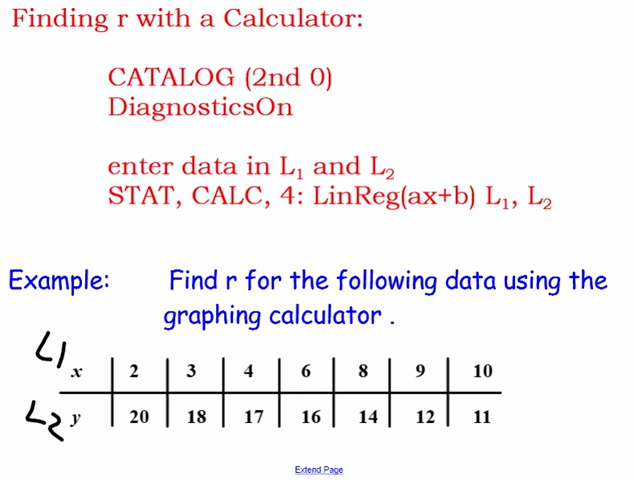 Finding r with a Calculator:
CATALOG (2nd 0)
DiagnosticsOn
enter data in L₁ and L₂
STAT, CALC, 4: LinReg(ax+b) L₁, L₂
Example: Find r for the following data using the
graphing calculator .
L1 x 2 3 4 6 8 9 10
L2 y 20 18 17 16 14 12 11
Extend Page